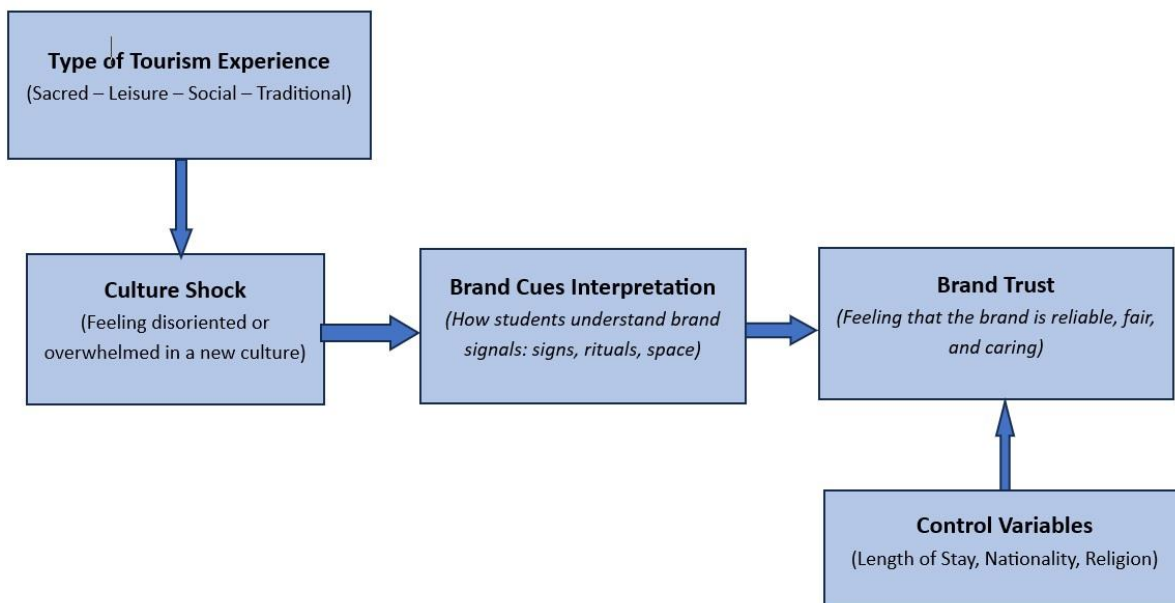 Type of Tourism Experience
(Sacred – Leisure – Social – Traditional)
Culture Shock
(Feeling disoriented or
overwhelmed in a new culture)
Brand Cues Interpretation
(How students understand brand
signals: signs, rituals, space)
Brand Trust
(Feeling that the brand is reliable, fair,
and caring)
Control Variables
(Length of Stay, Nationality, Religion)